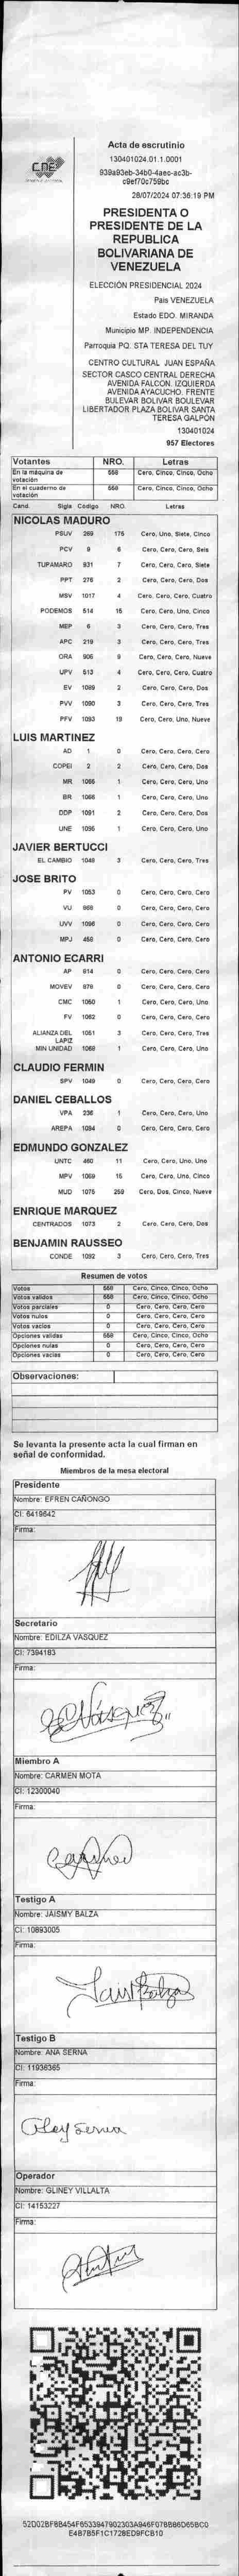 CNE
Acta de escrutinio
130401024.01.1.0001
939a93eb-34b0-4aec-ac3b-
c9ef70c759bc
28/07/2024 07:36:19 PM
PRESIDENTA O
PRESIDENTE DE LA
REPUBLICA
BOLIVARIANA DE
VENEZUELA
ELECCIÓN PRESIDENCIAL 2024
Pais VENEZUELA
Estado EDO. MIRANDA
Municipio MP. INDEPENDENCIA
Parroquia PQ. STA TERESA DEL TUY
CENTRO CULTURAL JUAN ESPAÑA
SECTOR CASCO CENTRAL DERECHA
AVENIDA FALCON. IZQUIERDA
AVENIDA AYACUCHO. FRENTE
BULEVAR BOLIVAR BOULEVAR
LIBERTADOR PLAZA BOLIVAR SANTA
TERESA GALPON
130401024
957 Electores
Votantes NRO. Letras
En la máquina de votación 558 Cero, Cinco, Cinco, Ocho
En el cuaderno de votación 558 Cero, Cinco, Cinco, Ocho
Cand. Sigla Código NRO. Letras
NICOLAS MADURO
PSUV 269 175 Cero, Uno, Siete, Cinco
PCV 9 6 Cero, Cero, Cero, Seis
TUPAMARO 931 7 Cero, Cero, Cero, Siete
PPT 276 2 Cero, Cero, Cero, Dos
MSV 1017 4 Cero, Cero, Cero, Cuatro
PODEMOS 514 15 Cero, Cero, Uno, Cinco
MEP 6 3 Cero, Cero, Cero, Tres
APC 219 3 Cero, Cero, Cero, Tres
ORA 906 9 Cero, Cero, Cero, Nueve
UPV 513 4 Cero, Cero, Cero, Cuatro
EV 1089 2 Cero, Cero, Cero, Dos
PVV 1090 3 Cero, Cero, Cero, Tres
PFV 1093 19 Cero, Cero, Uno, Nueve
LUIS MARTINEZ
AD 1 0 Cero, Cero, Cero, Cero
COPEI 2 2 Cero, Cero, Cero, Dos
MR 1065 1 Cero, Cero, Cero, Uno
BR 1066 1 Cero, Cero, Cero, Uno
DDP 1091 2 Cero, Cero, Cero, Dos
UNE 1095 1 Cero, Cero, Cero, Uno
JAVIER BERTUCCI
EL CAMBIO 1048 3 Cero, Cero, Cero, Tres
JOSE BRITO
PV 1053 0 Cero, Cero, Cero, Cero
VU 868 0 Cero, Cero, Cero, Cero
UVV 1096 0 Cero, Cero, Cero, Cero
MPJ 458 0 Cero, Cero, Cero, Cero
ANTONIO ECARRI
AP 914 0 Cero, Cero, Cero, Cero
MOVEV 878 0 Cero, Cero, Cero, Cero
CMC 1050 1 Cero, Cero, Cero, Uno
FV 1062 0 Cero, Cero, Cero, Cero
ALIANZA DEL LAPIZ 1051 3 Cero, Cero, Cero, Tres
MIN UNIDAD 1068 1 Cero, Cero, Cero, Uno
CLAUDIO FERMIN
SPV 1049 0 Cero, Cero, Cero, Cero
DANIEL CEBALLOS
VPA 236 1 Cero, Cero, Cero, Uno
AREPA 1094 0 Cero, Cero, Cero, Cero
EDMUNDO GONZALEZ
UNTC 460 11 Cero, Cero, Uno, Uno
MPV 1069 15 Cero, Cero, Uno, Cinco
MUD 1075 259 Cero, Dos, Cinco, Nueve
ENRIQUE MARQUEZ
CENTRADOS 1073 2 Cero, Cero, Cero, Dos
BENJAMIN RAUSSEO
CONDE 1092 3 Cero, Cero, Cero, Tres
Resumen de votos
Votos 558 Cero, Cinco, Cinco, Ocho
Votos validos 558 Cero, Cinco, Cinco, Ocho
Votos parciales 0 Cero, Cero, Cero, Cero
Votos nulos 0 Cero, Cero, Cero, Cero
Votos vacios 0 Cero, Cero, Cero, Cero
Opciones validas 558 Cero, Cinco, Cinco, Ocho
Opciones nulas 0 Cero, Cero, Cero, Cero
Opciones vacias 0 Cero, Cero, Cero, Cero
Observaciones:
Se levanta la presente acta la cual firman en
señal de conformidad.
Miembros de la mesa electoral
Presidente
Nombre: EFREN CAÑONGO
CI: 6419642
Firma:
Secretario
Nombre: EDILZA VASQUEZ
CI: 7394183
Firma:
Miembro A
Nombre: CARMEN MOTA
CI: 12300040
Firma:
Testigo A
Nombre: JAISMY BALZA
CI: 10893005
Firma:
Testigo B
Nombre: ANA SERNA
CI: 11936365
Firma:
Operador
Nombre: GLINEY VILLALTA
CI: 14153227
Firma:
52D02BF8B454F6533947902303A946F078B86D658C0
E4B7B5F1C1728ED9FCB10